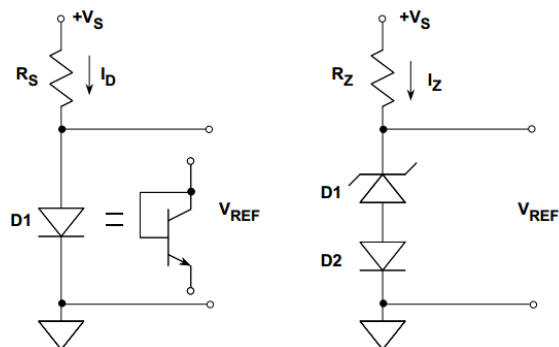 +VS
RS
ID
D1
=
VREF
+VS
RZ
IZ
D1
D2
VREF